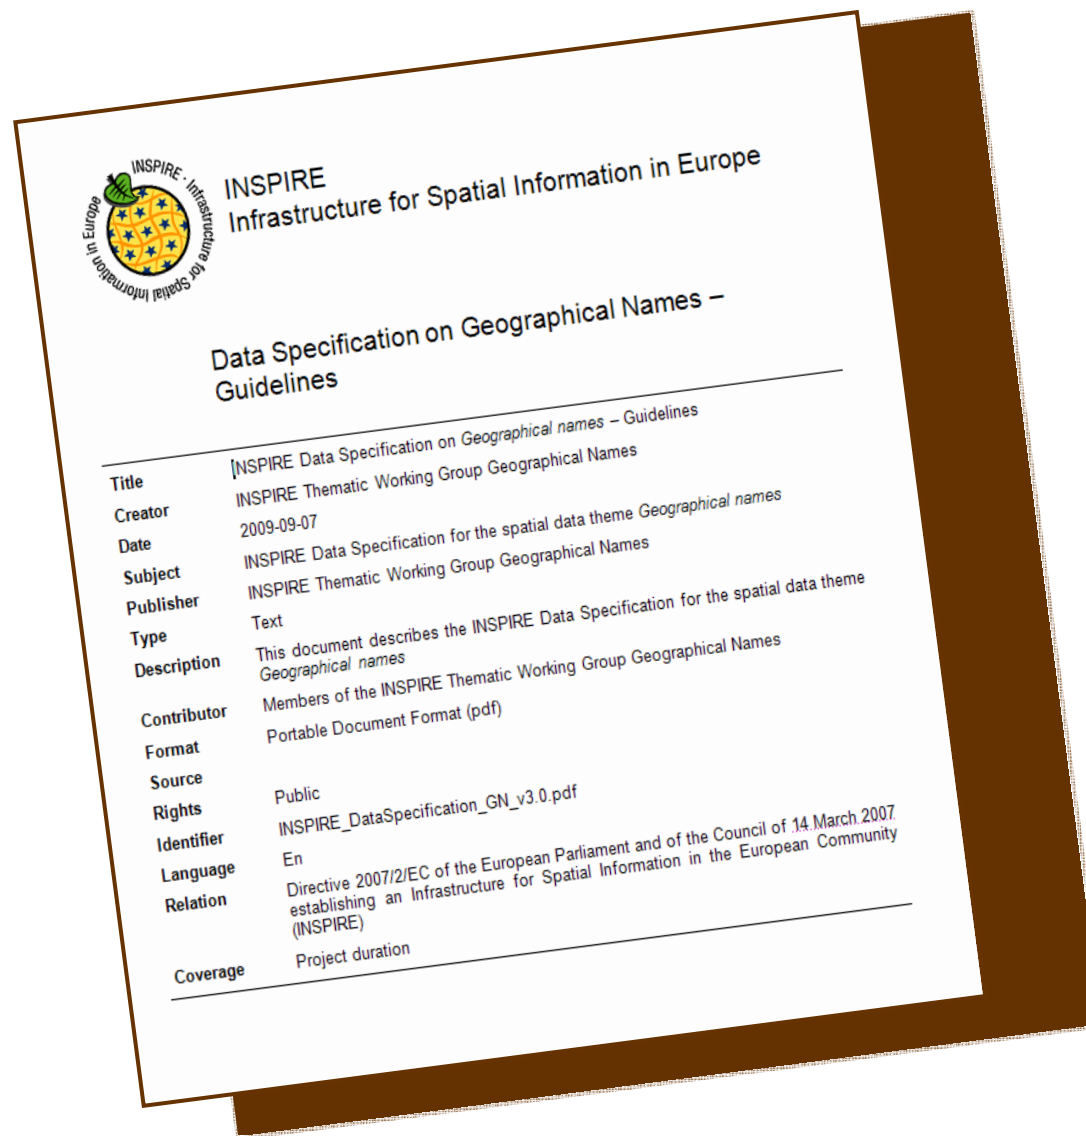 INSPIRE · Infrastructure for Spatial Information in Europe
INSPIRE
Infrastructure for Spatial Information in Europe
Data Specification on Geographical Names –
Guidelines
Title INSPIRE Data Specification on Geographical names – Guidelines
Creator INSPIRE Thematic Working Group Geographical Names
Date 2009-09-07
Subject INSPIRE Data Specification for the spatial data theme Geographical names
Publisher INSPIRE Thematic Working Group Geographical Names
Type Text
Description This document describes the INSPIRE Data Specification for the spatial data theme
Geographical names
Contributor Members of the INSPIRE Thematic Working Group Geographical Names
Format Portable Document Format (pdf)
Source
Rights Public
Identifier INSPIRE_DataSpecification_GN_v3.0.pdf
Language En
Relation Directive 2007/2/EC of the European Parliament and of the Council of 14 March 2007
establishing an Infrastructure for Spatial Information in the European Community
(INSPIRE)
Coverage Project duration